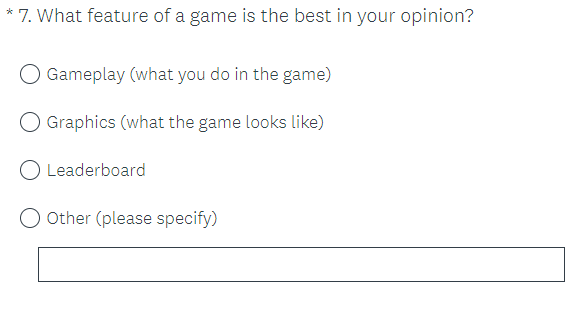 * 7. What feature of a game is the best in your opinion?
Gameplay (what you do in the game)
Graphics (what the game looks like)
Leaderboard
Other (please specify)